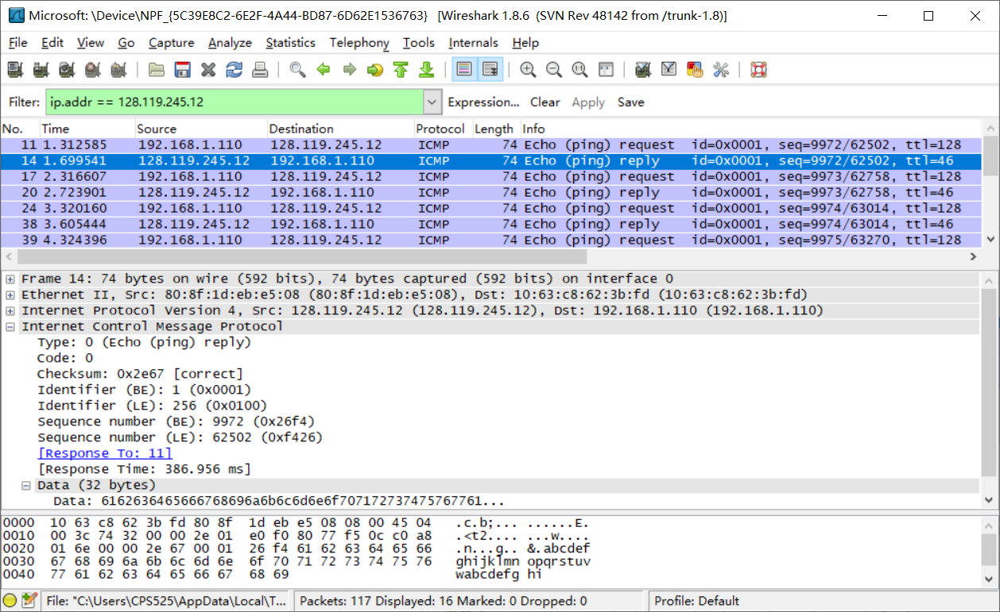 Microsoft: \Device\NPF_{5C39E8C2-6E2F-4A44-BD87-6D62E1536763} [Wireshark 1.8.6 (SVN Rev 48142 from /trunk-1.8)]
File Edit View Go Capture Analyze Statistics Telephony Tools Internals Help
Filter: ip.addr == 128.119.245.12 Expression... Clear Apply Save
No. Time Source Destination Protocol Length Info
11 1.312585 192.168.1.110 128.119.245.12 ICMP 74 Echo (ping) request id=0x0001, seq=9972/62502, ttl=128
14 1.699541 128.119.245.12 192.168.1.110 ICMP 74 Echo (ping) reply id=0x0001, seq=9972/62502, ttl=46
17 2.316607 192.168.1.110 128.119.245.12 ICMP 74 Echo (ping) request id=0x0001, seq=9973/62758, ttl=128
20 2.723901 128.119.245.12 192.168.1.110 ICMP 74 Echo (ping) reply id=0x0001, seq=9973/62758, ttl=46
24 3.320160 192.168.1.110 128.119.245.12 ICMP 74 Echo (ping) request id=0x0001, seq=9974/63014, ttl=128
38 3.605444 128.119.245.12 192.168.1.110 ICMP 74 Echo (ping) reply id=0x0001, seq=9974/63014, ttl=46
39 4.324396 192.168.1.110 128.119.245.12 ICMP 74 Echo (ping) request id=0x0001, seq=9975/63270, ttl=128
Frame 14: 74 bytes on wire (592 bits), 74 bytes captured (592 bits) on interface 0
Ethernet II, Src: 80:8f:1d:eb:e5:08 (80:8f:1d:eb:e5:08), Dst: 10:63:c8:62:3b:fd (10:63:c8:62:3b:fd)
Internet Protocol Version 4, Src: 128.119.245.12 (128.119.245.12), Dst: 192.168.1.110 (192.168.1.110)
Internet Control Message Protocol
Type: 0 (Echo (ping) reply)
Code: 0
Checksum: 0x2e67 [correct]
Identifier (BE): 1 (0x0001)
Identifier (LE): 256 (0x0100)
Sequence number (BE): 9972 (0x26f4)
Sequence number (LE): 62502 (0xf426)
[Response To: 11]
[Response Time: 386.956 ms]
Data (32 bytes)
Data: 6162636465666768696a6b6c6d6e6f707172737475767761...
0000 10 63 c8 62 3b fd 80 8f 1d eb e5 08 08 00 45 04 .c.b;... ......E.
0010 00 3c 74 32 00 00 2e 01 e0 f0 80 77 f5 0c c0 a8 .<t2.... ...w....
0020 01 6e 00 00 2e 67 00 01 26 f4 61 62 63 64 65 66 .n...g.. &.abcdef
0030 67 68 69 6a 6b 6c 6d 6e 6f 70 71 72 73 74 75 76 ghijklmn opqrstuv
0040 77 61 62 63 64 65 66 67 68 69 wabcdefg hi
File: "C:\Users\CPS525\AppData\Local\T... Packets: 117 Displayed: 16 Marked: 0 Dropped: 0 Profile: Default